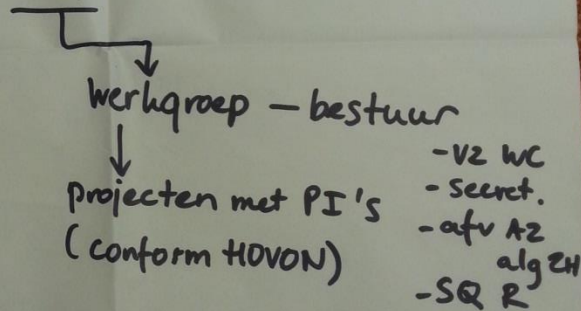 werkgroep - bestuur
projecten met PI's
(conform HOVON)
- VZ WC
- secret.
- afv AZ
alg ZH
- SQ R